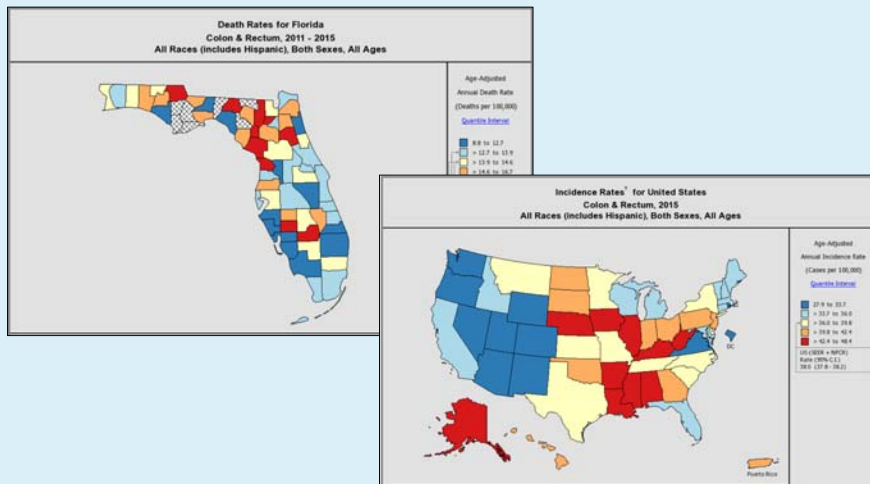 Death Rates for Florida
Colon & Rectum, 2011 - 2015
All Races (includes Hispanic), Both Sexes, All Ages
Age-Adjusted
Annual Death Rate
(Deaths per 100,000)
Quantile Interval
8.8 to 12.7
> 12.7 to 13.9
> 13.9 to 14.6
> 14.6 to 16.7
Incidence Rates† for United States
Colon & Rectum, 2015
All Races (includes Hispanic), Both Sexes, All Ages
Age-Adjusted
Annual Incidence Rate
(Cases per 100,000)
Quantile Interval
27.9 to 33.7
> 33.7 to 36.0
> 36.0 to 39.8
> 39.8 to 42.4
> 42.4 to 48.4
US (SEER + NPCR)
Rate (95% C.I.)
38.0 (37.8 - 38.2)
DC
Puerto Rico